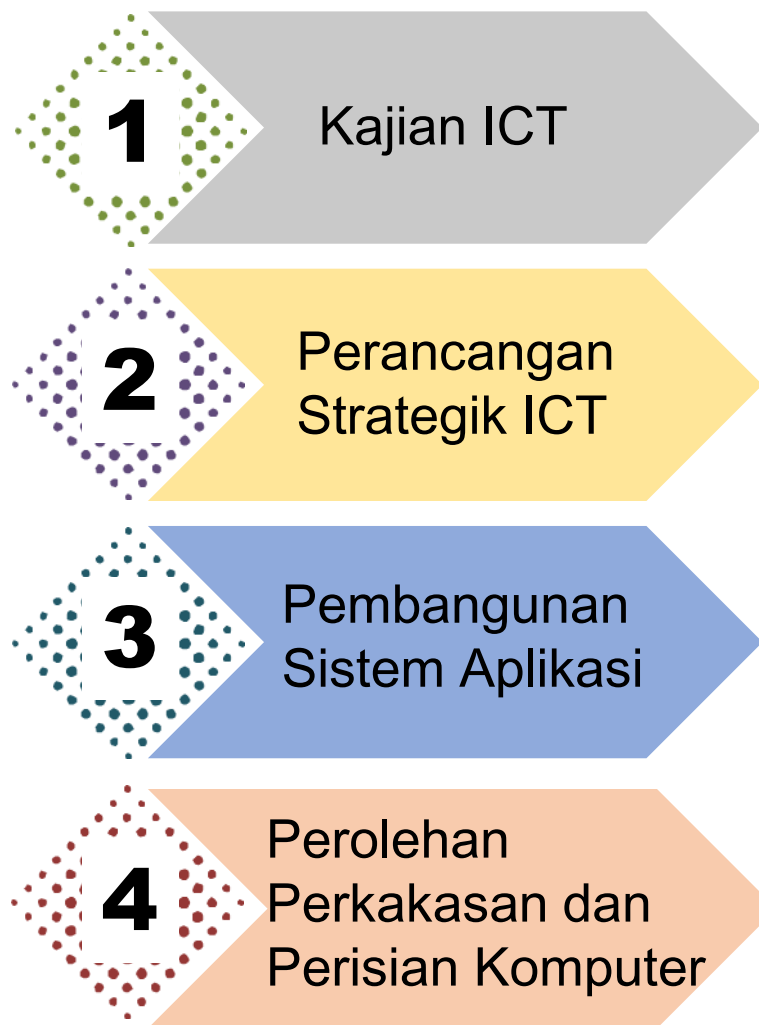 1
Kajian ICT
2
Perancangan
Strategik ICT
3
Pembangunan
Sistem Aplikasi
4
Perolehan
Perkakasan dan
Perisian Komputer